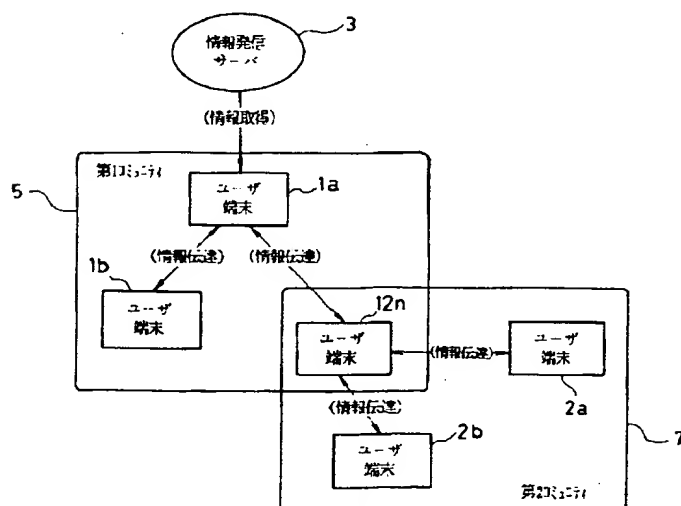 情報発信
サーバ
3
(情報取得)
第1コミュニティ
5
ユーザ
端末
1a
(情報伝達)
(情報伝達)
1b
ユーザ
端末
12n
ユーザ
端末
(情報伝達)
ユーザ
端末
2a
(情報伝達)
2b
ユーザ
端末
7
第2コミュニティ